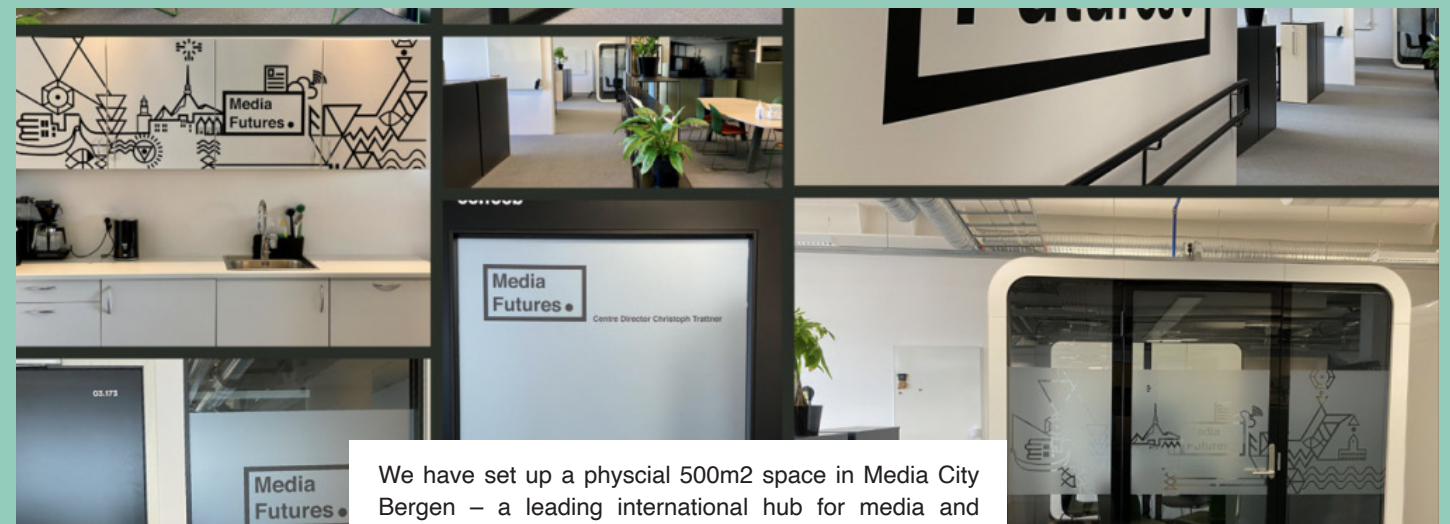 Futures.
Media
Futures.
Media
Futures.
Centre Director Christoph Trattner
03.173
Media
Futures.
We have set up a physcial 500m2 space in Media City
Bergen – a leading international hub for media and